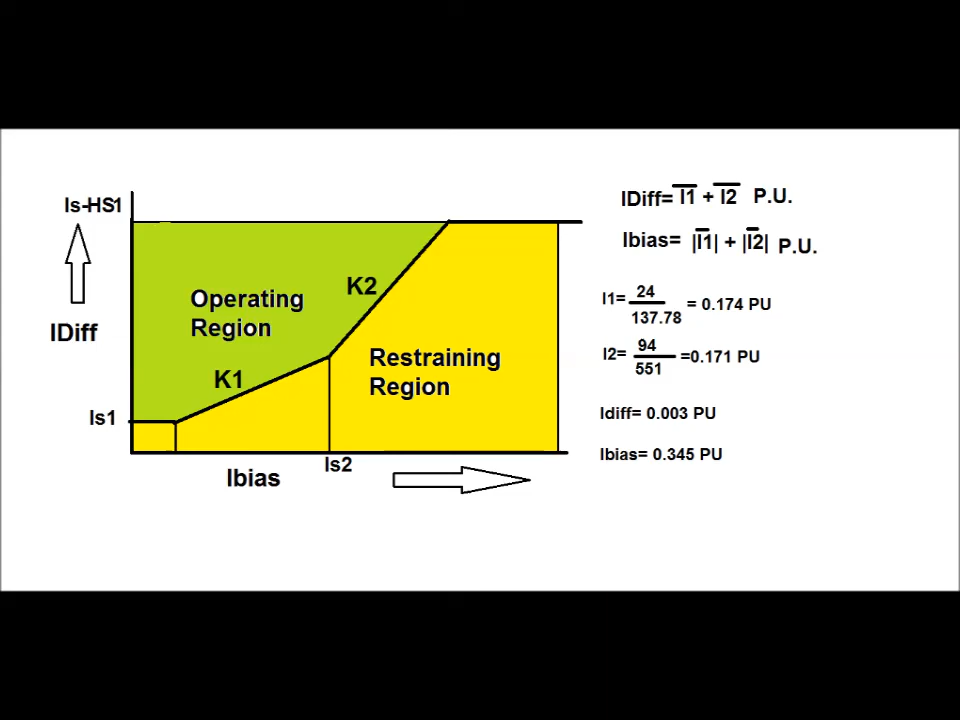 Is-HS1
IDiff
Operating
Region
K2
K1
Restraining
Region
Is1
Is2
Ibias
IDiff= I1 + I2 P.U.
Ibias= |I1| + |I2| P.U.
I1= 24
137.78
= 0.174 PU
I2= 94
551
=0.171 PU
Idiff= 0.003 PU
Ibias= 0.345 PU